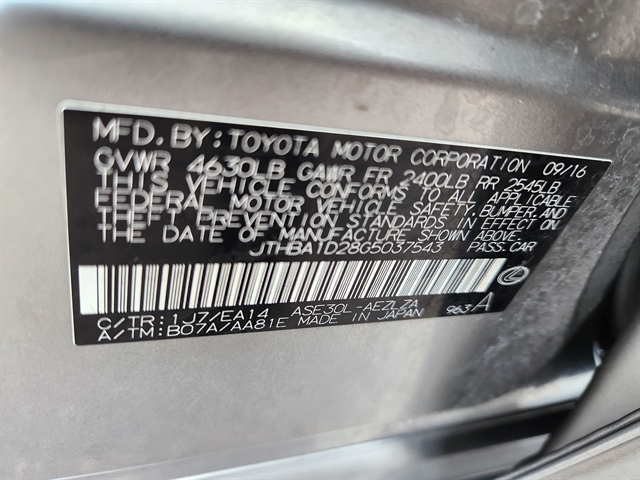 MFD. BY: TOYOTA MOTOR CORPORATION 09/16
GVWR 4630LB GAWR FR 2400LB RR 2545LB
THIS VEHICLE CONFORMS TO ALL APPLICABLE
FEDERAL MOTOR VEHICLE SAFETY, BUMPER, AND
THEFT PREVENTION STANDARDS IN EFFECT ON
THE DATE OF MANUFACTURE SHOWN ABOVE.
JTHBA1D28G5037543 PASS. CAR
C/TR: 1J7/EA14 ASE30L-AEZLZA
A/TM: B07A/AA81E MADE IN JAPAN 963 A